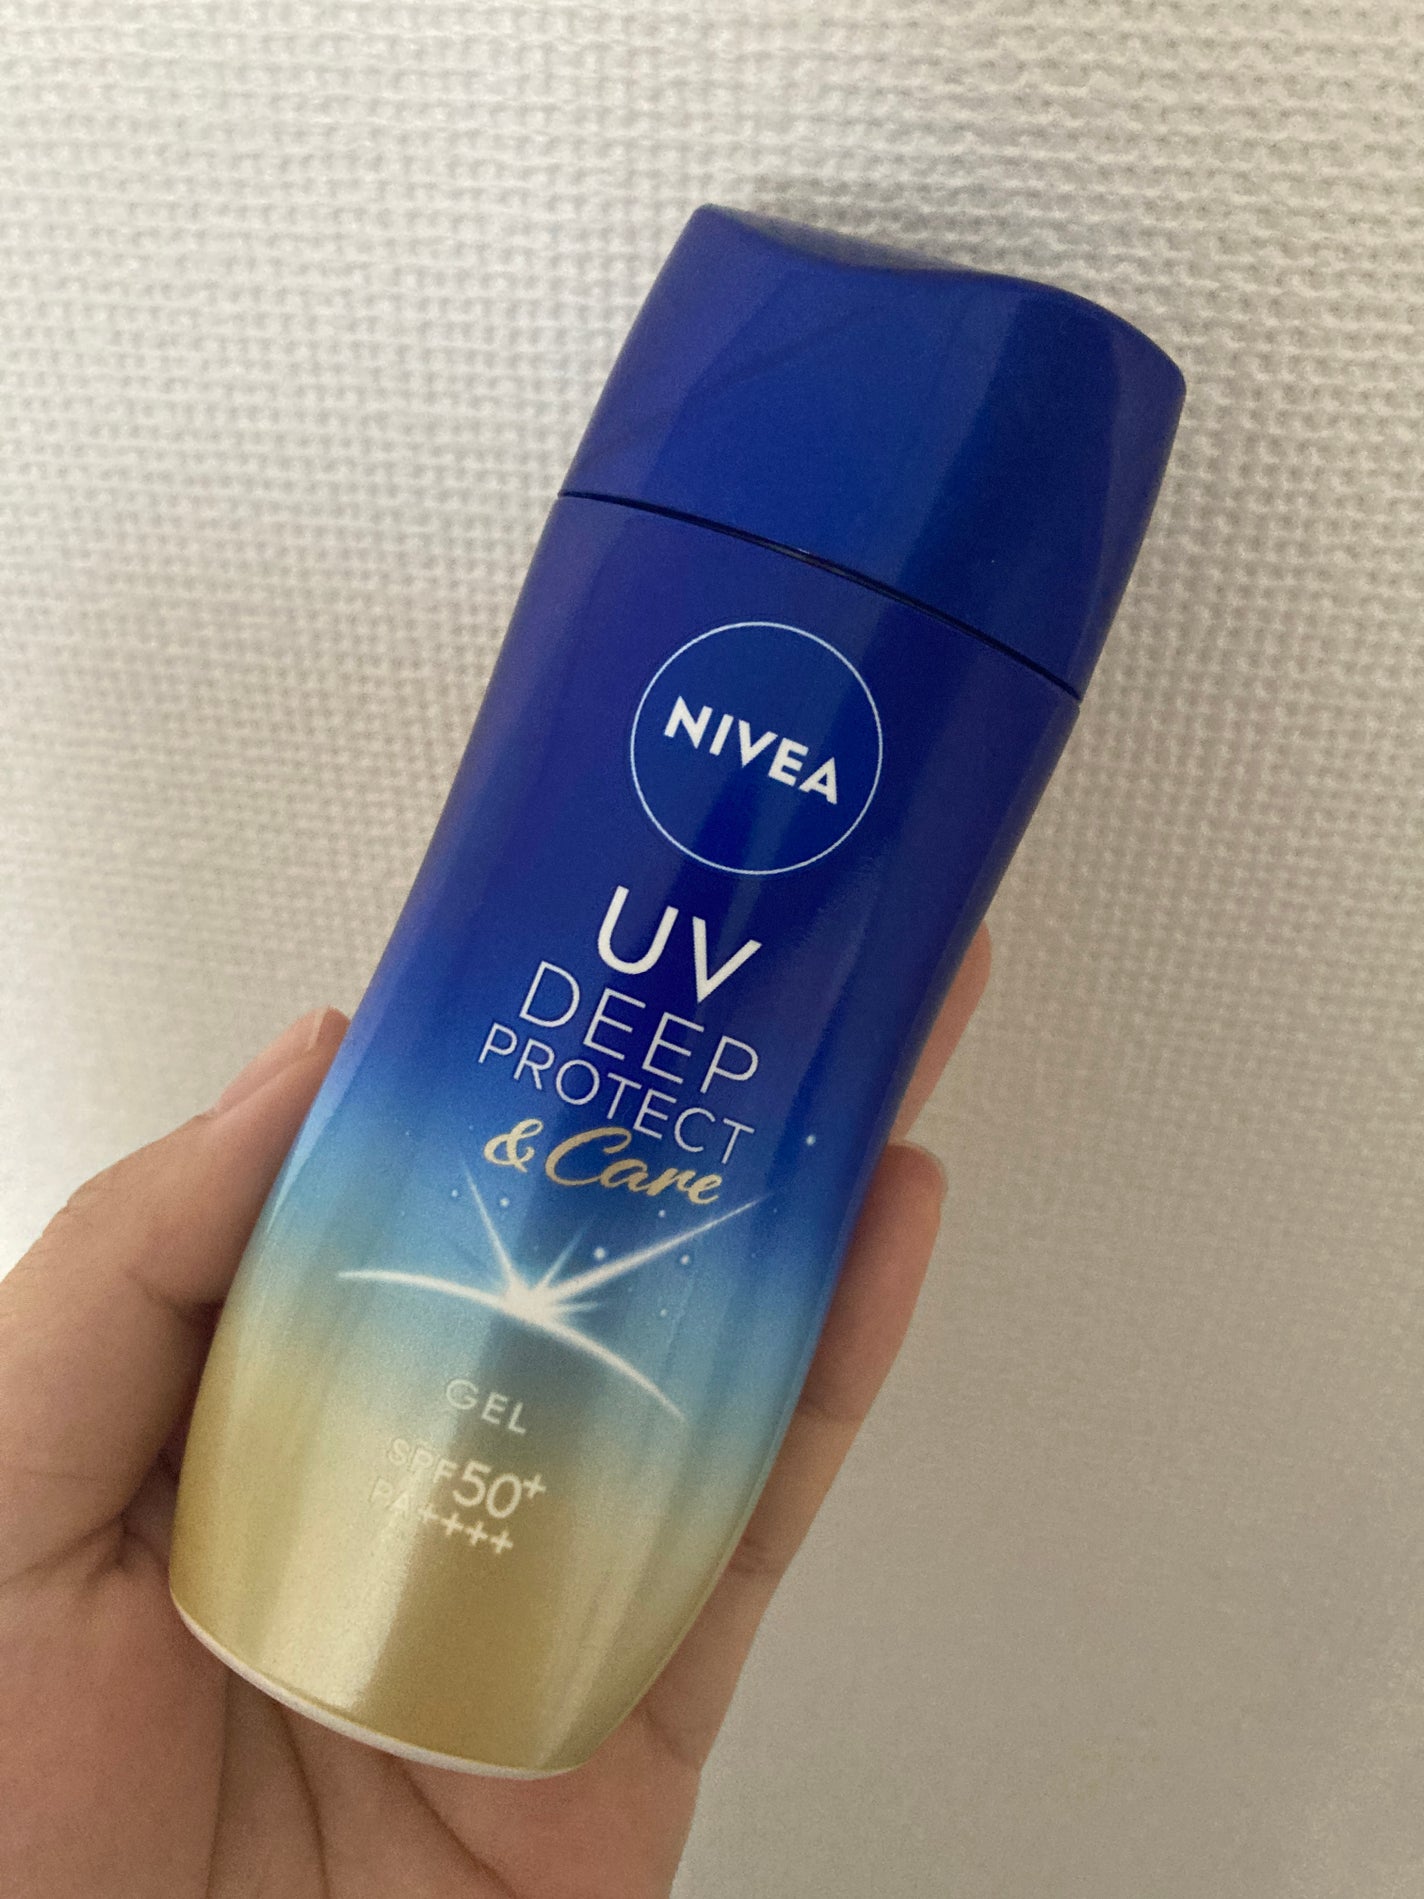 NIVEA
UV
DEEP
PROTECT
& Care
GEL
SPF50+
PA++++